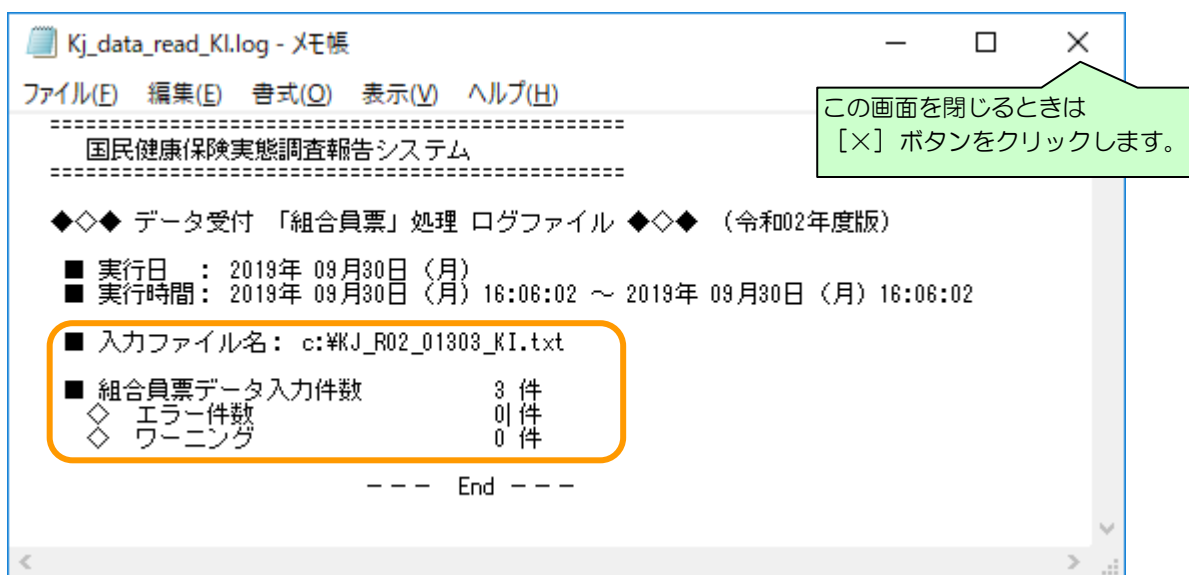 Kj_data_read_KI.log - メモ帳
ファイル(F) 編集(E) 書式(O) 表示(V) ヘルプ(H)
この画面を閉じるときは
［×］ボタンをクリックします。
================================================
国民健康保険実態調査報告システム
================================================
◆◇◆ データ受付 「組合員票」処理 ログファイル ◆◇◆ （令和02年度版）
■ 実行日 ： 2019年 09月30日（月）
■ 実行時間： 2019年 09月30日（月）16:06:02 ～ 2019年 09月30日（月）16:06:02
■ 入力ファイル名： c:¥KJ_R02_01303_KI.txt
■ 組合員票データ入力件数 3 件
◇ エラー件数 0 件
◇ ワーニング 0 件
－－－ End －－－